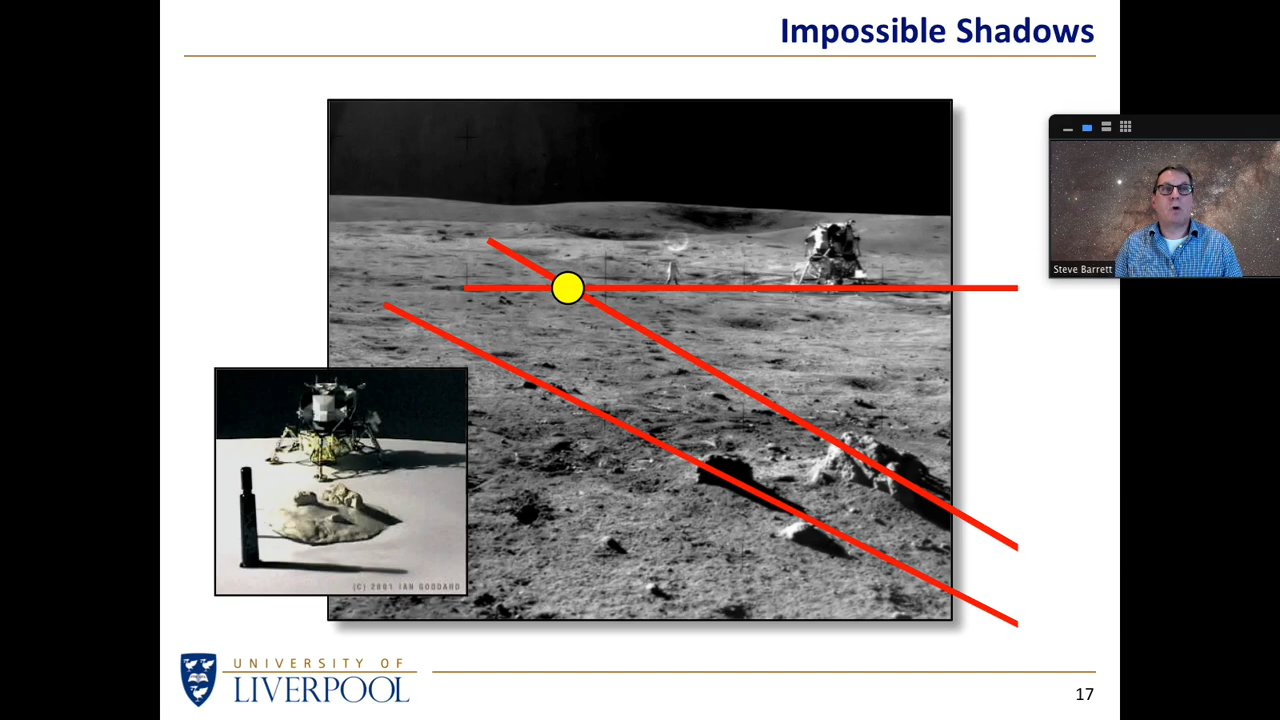 Impossible Shadows
Steve Barrett
(C) 2001 IAN GODDARD
UNIVERSITY OF
LIVERPOOL
17